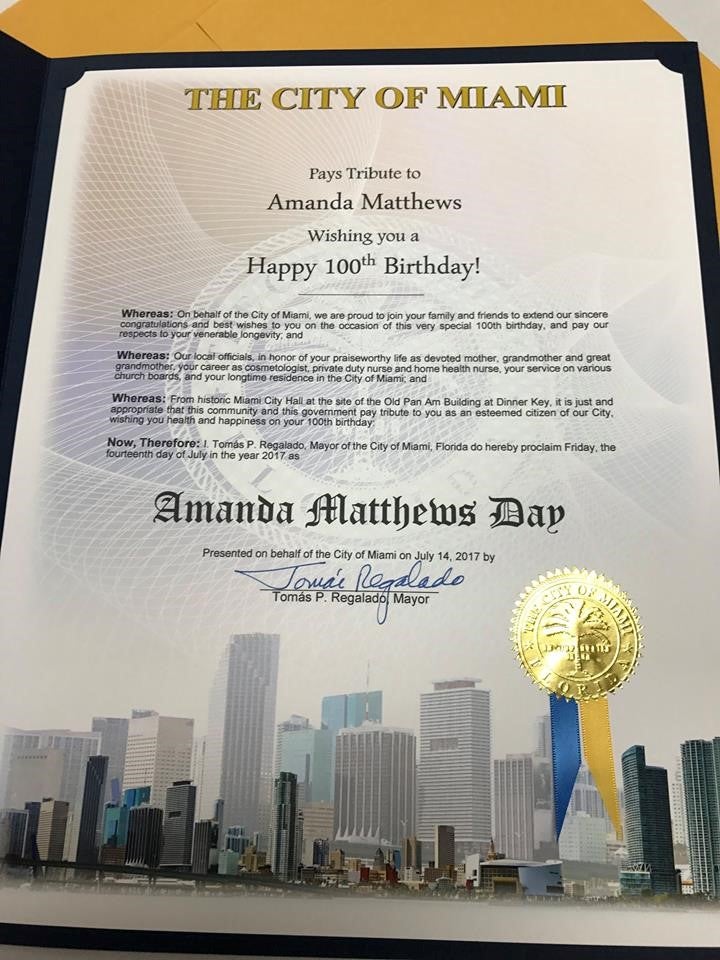 THE CITY OF MIAMI
Pays Tribute to
Amanda Matthews
Wishing you a
Happy 100th Birthday!
Whereas: On behalf of the City of Miami, we are proud to join your family and friends to extend our sincere
congratulations and best wishes to you on the occasion of this very special 100th birthday, and pay our
respects to your venerable longevity; and
Whereas: Our local officials, in honor of your praiseworthy life as devoted mother, grandmother and great
grandmother, your career as cosmetologist, private duty nurse and home health nurse, your service on various
church boards, and your longtime residence in the City of Miami; and
Whereas: From historic Miami City Hall at the site of the Old Pan Am Building at Dinner Key, it is just and
appropriate that this community and this government pay tribute to you as an esteemed citizen of our City,
wishing you health and happiness on your 100th birthday:
Now, Therefore: I, Tomás P. Regalado, Mayor of the City of Miami, Florida do hereby proclaim Friday, the
fourteenth day of July in the year 2017 as
Amanda Matthews Day
Presented on behalf of the City of Miami on July 14, 2017 by
Tomás Regalado
Tomás P. Regalado, Mayor
THE CITY OF MIAMI
FLORIDA